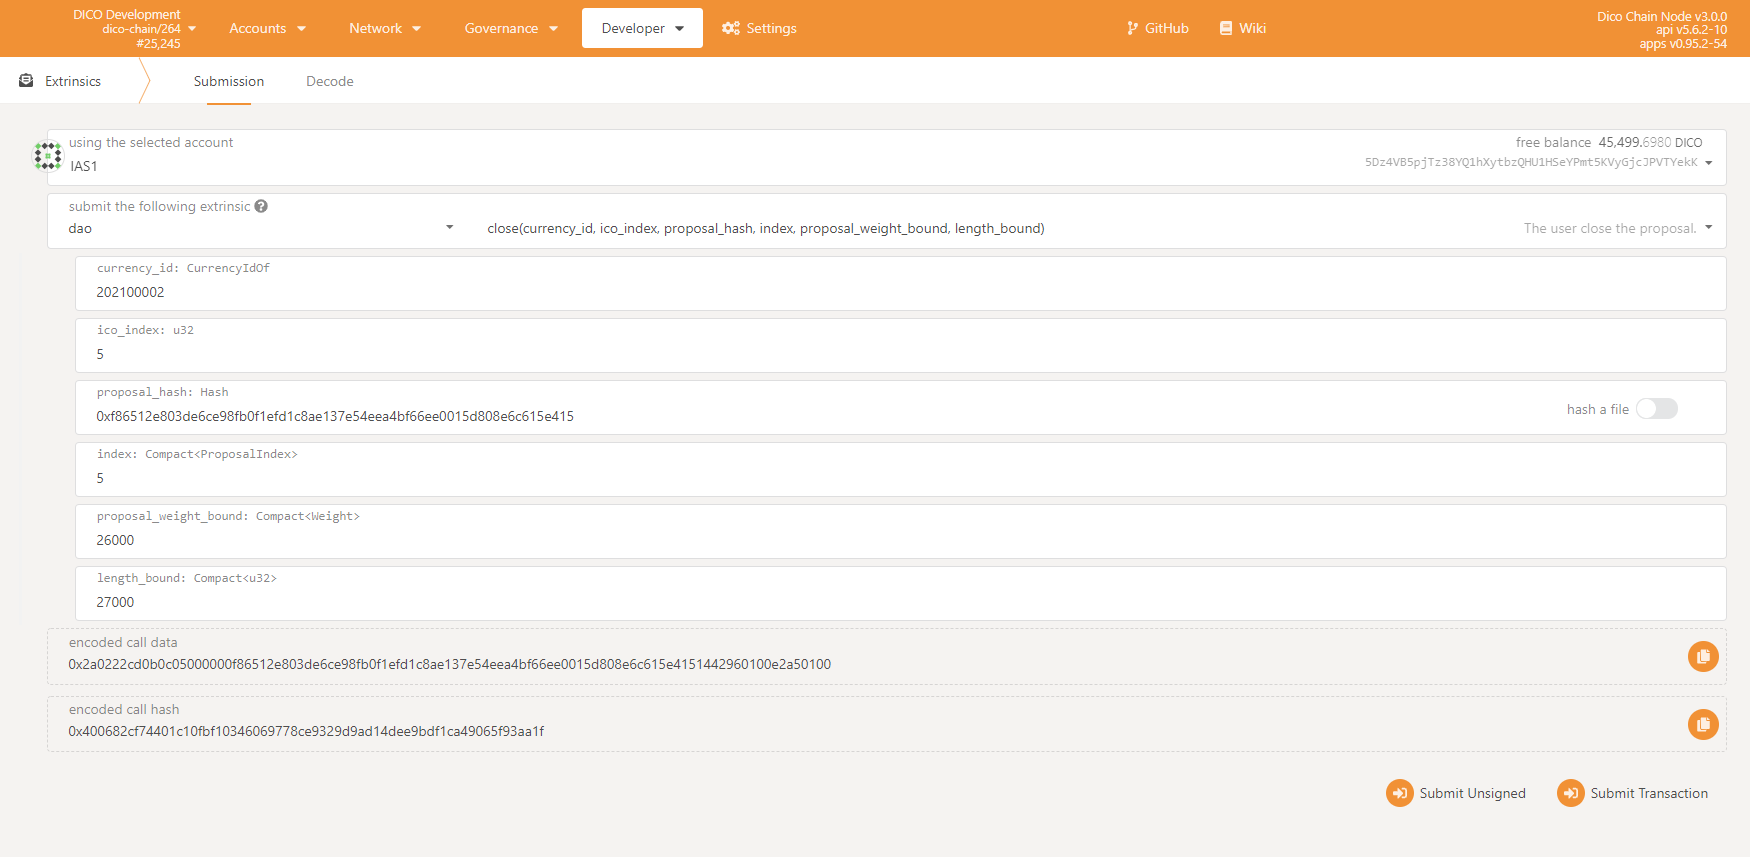 DICO Development
dico-chain/264
#25,245
Accounts
Network
Governance
Developer
Settings
GitHub
Wiki
Dico Chain Node v3.0.0
api v5.6.2-10
apps v0.95.2-54
Extrinsics
Submission
Decode
using the selected account
IAS1
free balance 45,499.6980 DICO
5Dz4VB5pjTz38YQ1hXytbzQHU1HSeYPmt5KVyGjcJPVTYekK
submit the following extrinsic
dao
close(currency_id, ico_index, proposal_hash, index, proposal_weight_bound, length_bound)
The user close the proposal.
currency_id: CurrencyIdOf
202100002
ico_index: u32
5
proposal_hash: Hash
0xf86512e803de6ce98fb0f1efd1c8ae137e54eea4bf66ee0015d808e6c615e415
hash a file
index: Compact<ProposalIndex>
5
proposal_weight_bound: Compact<Weight>
26000
length_bound: Compact<u32>
27000
encoded call data
0x2a0222cd0b0c05000000f86512e803de6ce98fb0f1efd1c8ae137e54eea4bf66ee0015d808e6c615e4151442960100e2a50100
encoded call hash
0x400682cf74401c10fbf10346069778ce9329d9ad14dee9bdf1ca49065f93aa1f
Submit Unsigned
Submit Transaction